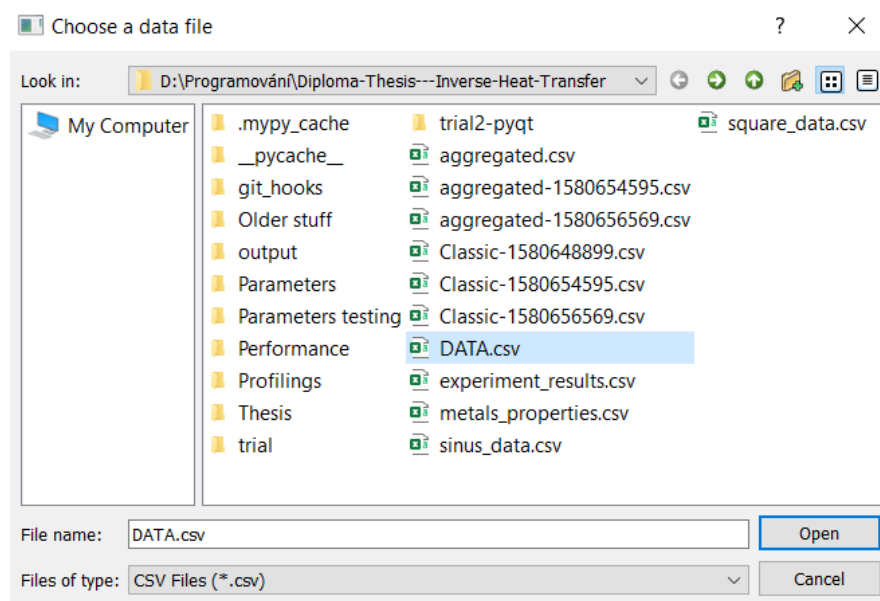 Choose a data file
?
Look in:
D:\Programování\Diploma-Thesis---Inverse-Heat-Transfer
My Computer
.mypy_cache
__pycache__
git_hooks
Older stuff
output
Parameters
Parameters testing
Performance
Profilings
Thesis
trial
trial2-pyqt
aggregated.csv
aggregated-1580654595.csv
aggregated-1580656569.csv
Classic-1580648899.csv
Classic-1580654595.csv
Classic-1580656569.csv
DATA.csv
experiment_results.csv
metals_properties.csv
sinus_data.csv
square_data.csv
File name:
DATA.csv
Open
Files of type:
CSV Files (*.csv)
Cancel